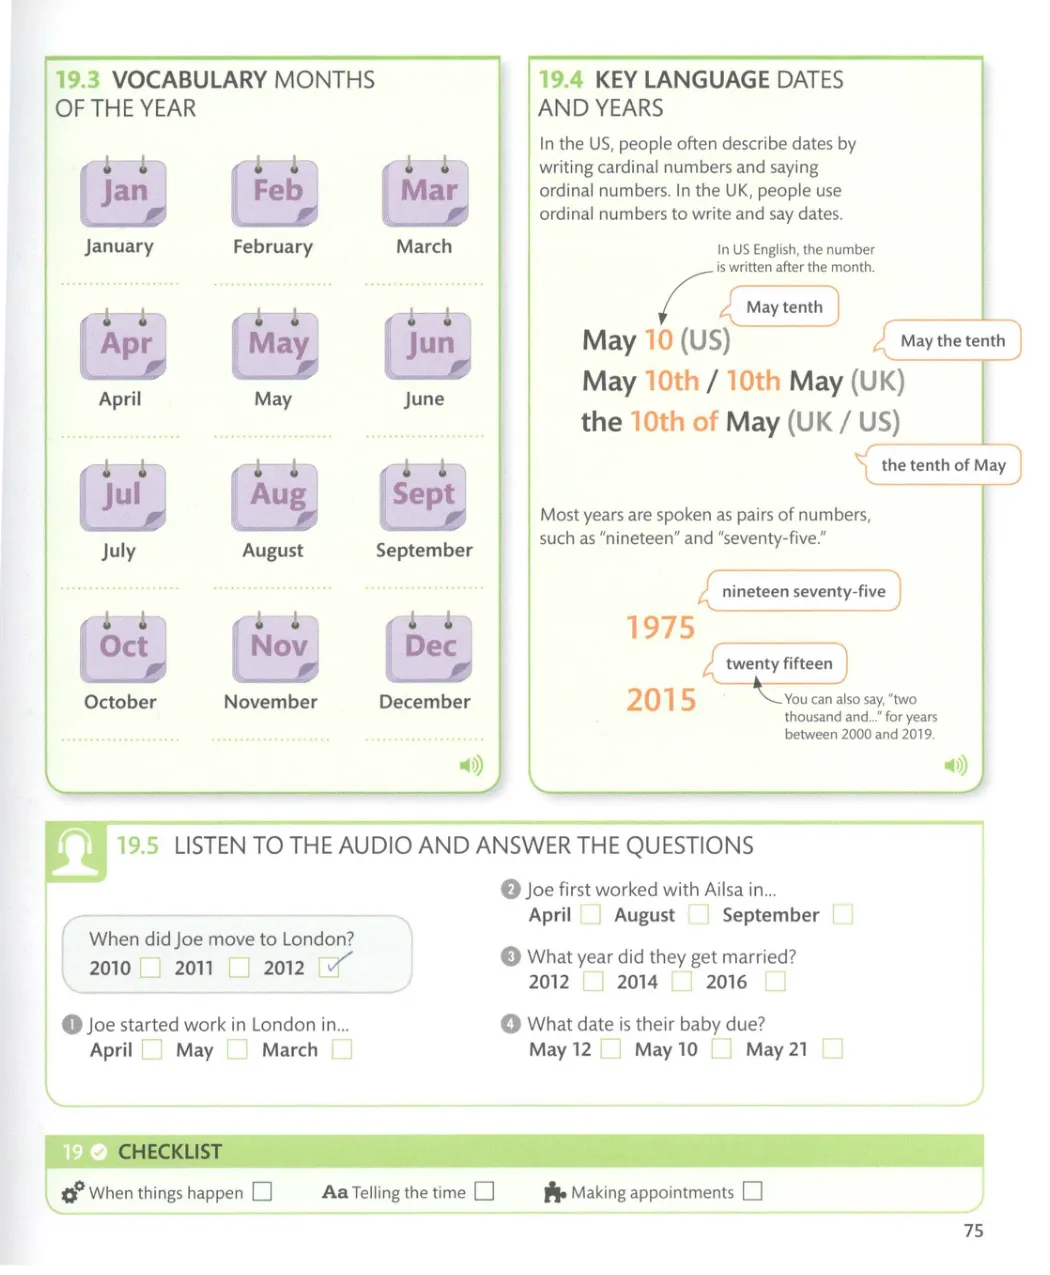 19.3 VOCABULARY MONTHS
OF THE YEAR
Jan
Feb
Mar
January
February
March
Apr
May
Jun
April
May
June
Jul
Aug
Sept
July
August
September
Oct
Nov
Dec
October
November
December
19.4 KEY LANGUAGE DATES
AND YEARS
In the US, people often describe dates by
writing cardinal numbers and saying
ordinal numbers. In the UK, people use
ordinal numbers to write and say dates.
In US English, the number
is written after the month.
May tenth
May 10 (US)
May the tenth
May 10th / 10th May (UK)
the 10th of May (UK / US)
the tenth of May
Most years are spoken as pairs of numbers,
such as "nineteen" and "seventy-five."
nineteen seventy-five
1975
twenty fifteen
2015
You can also say, "two
thousand and..." for years
between 2000 and 2019.
19.5 LISTEN TO THE AUDIO AND ANSWER THE QUESTIONS
When did Joe move to London?
2010 2011 2012
1 Joe started work in London in...
April May March
2 Joe first worked with Ailsa in...
April August September
3 What year did they get married?
2012 2014 2016
4 What date is their baby due?
May 12 May 10 May 21
19 CHECKLIST
When things happen Aa Telling the time Making appointments
75